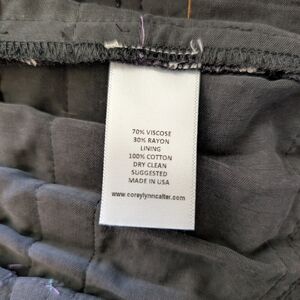 70% VISCOSE
30% RAYON
LINING
100% COTTON
DRY CLEAN
SUGGESTED
MADE IN USA
www.coreylynncalter.com